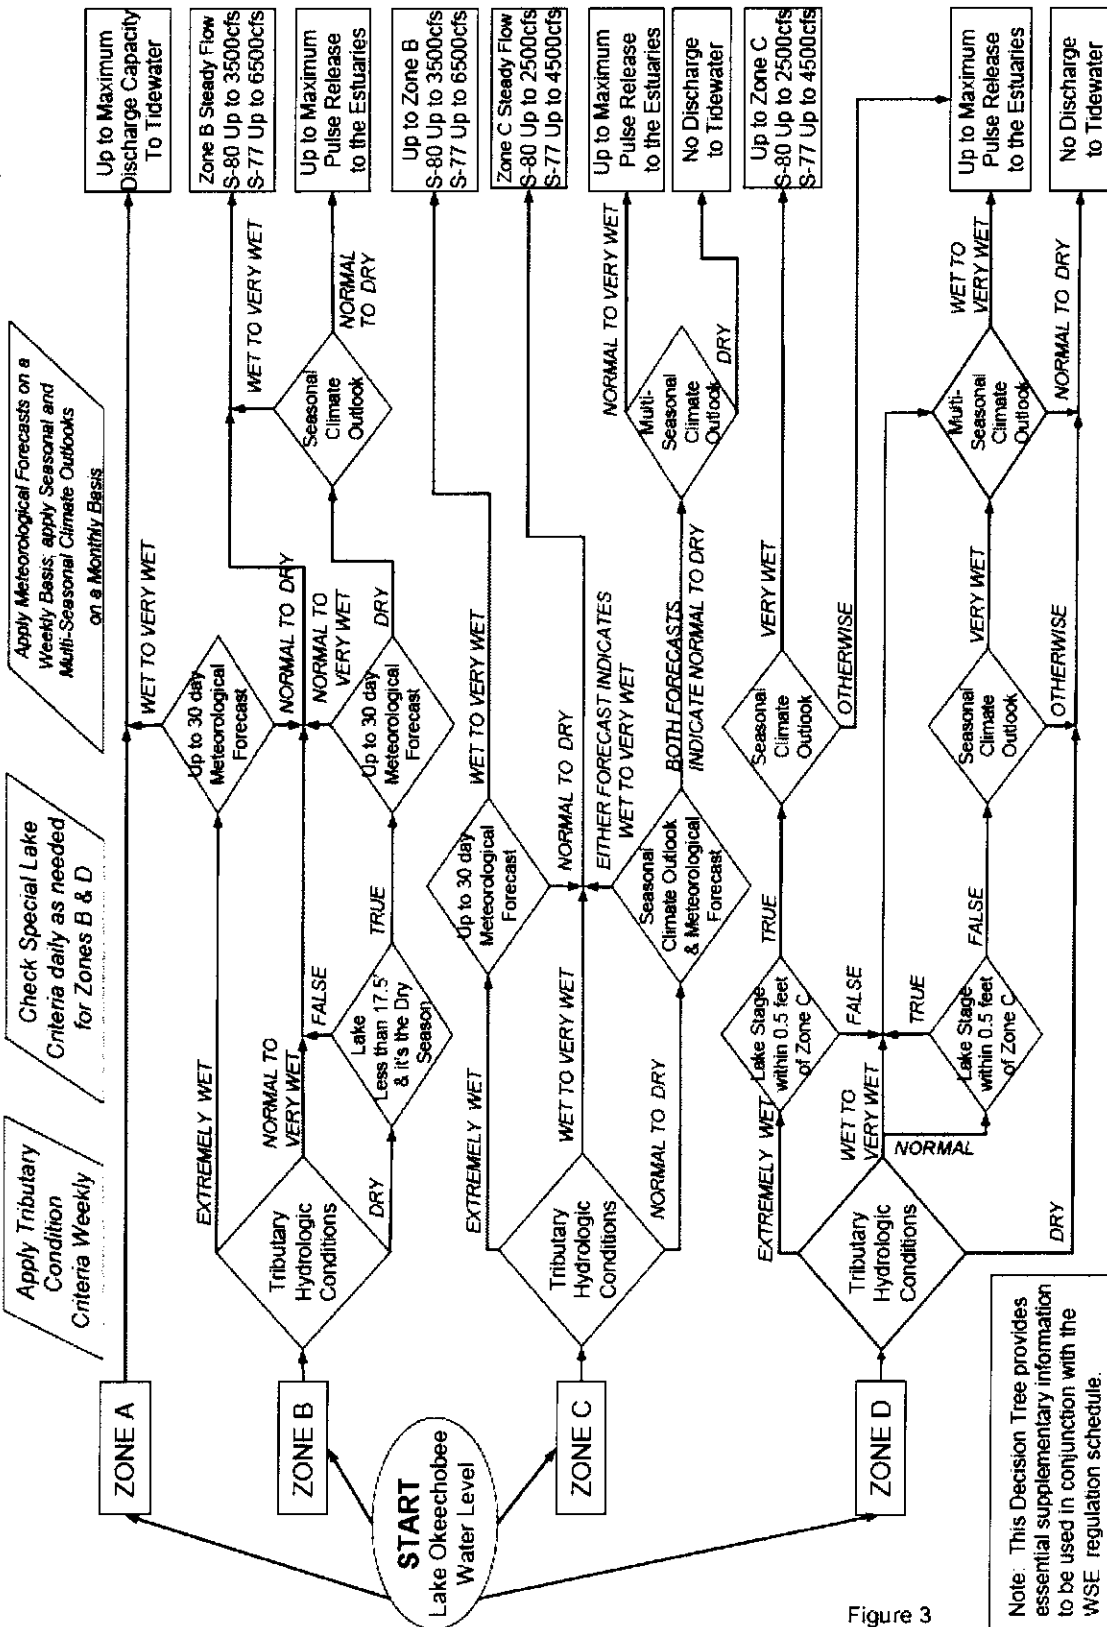 Apply Tributary
Condition
Criteria Weekly
Check Special Lake
Criteria daily as needed
for Zones B & D
Apply Meteorological Forecasts on a
Weekly Basis; apply Seasonal and
Multi-Seasonal Climate Outlooks
on a Monthly Basis
START
Lake Okeechobee
Water Level
ZONE A
WET TO VERY WET
Up to Maximum
Discharge Capacity
To Tidewater
ZONE B
Tributary
Hydrologic
Conditions
EXTREMELY WET
Up to 30 day
Meteorological
Forecast
NORMAL TO DRY
NORMAL TO
VERY WET
DRY
Lake
Less than 17.5'
& it's the Dry
Season
FALSE
TRUE
Up to 30 day
Meteorological
Forecast
NORMAL TO
VERY WET
DRY
Seasonal
Climate
Outlook
WET TO VERY WET
NORMAL
TO DRY
Zone B Steady Flow
S-80 Up to 3500cfs
S-77 Up to 6500cfs
Up to Maximum
Pulse Release
to the Estuaries
ZONE C
Tributary
Hydrologic
Conditions
EXTREMELY WET
Up to 30 day
Meteorological
Forecast
WET TO VERY WET
NORMAL TO DRY
WET TO VERY WET
NORMAL TO DRY
Seasonal
Climate Outlook
& Meteorological
Forecast
EITHER FORECAST INDICATES
WET TO VERY WET
BOTH FORECASTS
INDICATE NORMAL TO DRY
Multi-
Seasonal
Climate
Outlook
NORMAL TO VERY WET
DRY
Up to Zone B
S-80 Up to 3500cfs
S-77 Up to 6500cfs
Zone C Steady Flow
S-80 Up to 2500cfs
S-77 Up to 4500cfs
Up to Maximum
Pulse Release
to the Estuaries
No Discharge
to Tidewater
ZONE D
Tributary
Hydrologic
Conditions
EXTREMELY WET
Lake Stage
within 0.5 feet
of Zone C
TRUE
FALSE
Seasonal
Climate
Outlook
VERY WET
OTHERWISE
WET TO
VERY WET
NORMAL
Lake Stage
within 0.5 feet
of Zone C
TRUE
FALSE
Seasonal
Climate
Outlook
VERY WET
OTHERWISE
DRY
Multi-
Seasonal
Climate
Outlook
WET TO
VERY WET
NORMAL TO DRY
Up to Zone C
S-80 Up to 2500cfs
S-77 Up to 4500cfs
Up to Maximum
Pulse Release
to the Estuaries
No Discharge
to Tidewater
Note: This Decision Tree provides
essential supplementary information
to be used in conjunction with the
WSE regulation schedule.
Figure 3